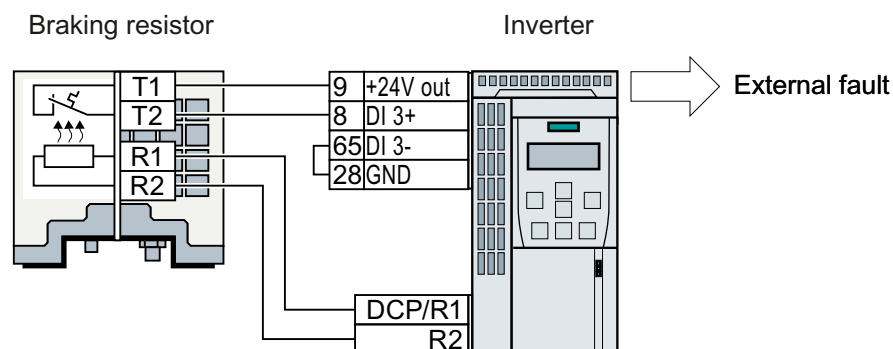 Braking resistor
Inverter
External fault
T1
T2
R1
R2
9 +24V out
8 DI 3+
65 DI 3-
28 GND
DCP/R1
R2